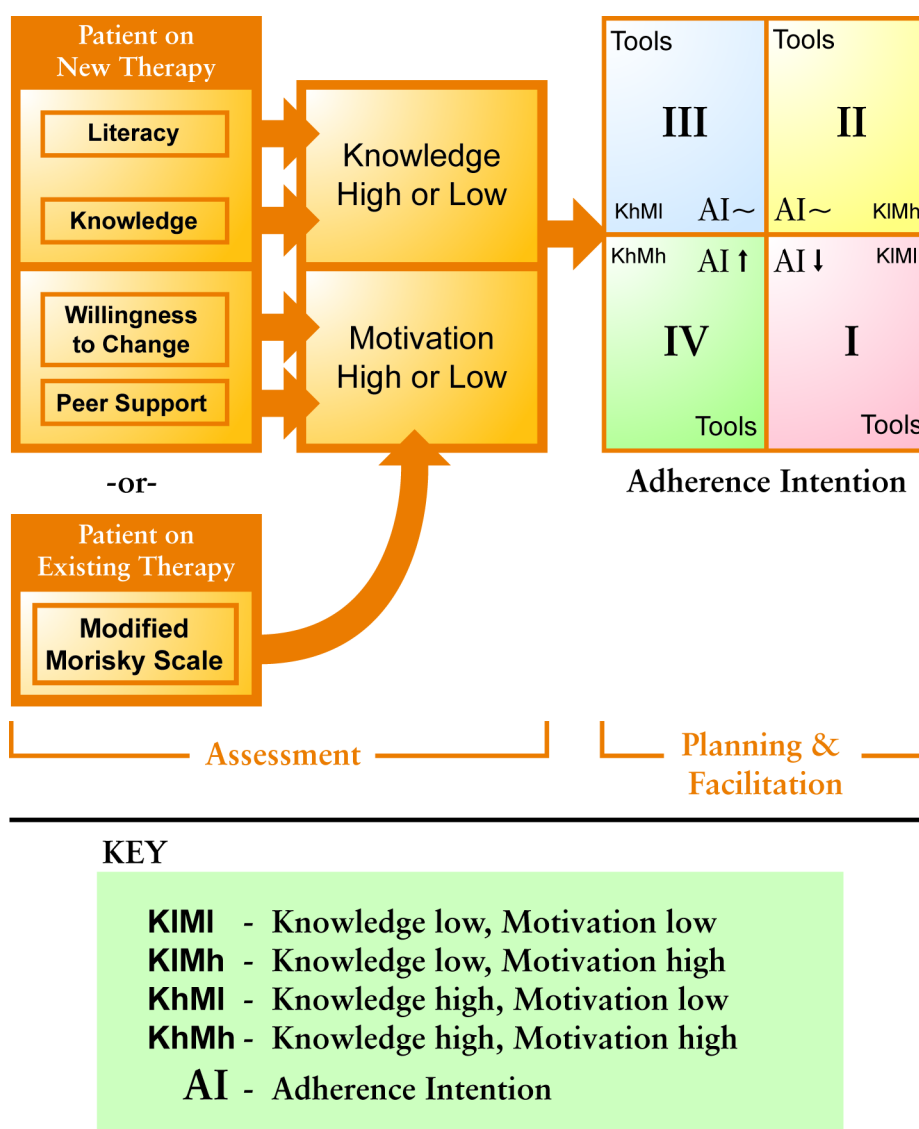 Patient on
New Therapy
Literacy
Knowledge
Willingness
to Change
Peer Support
Knowledge
High or Low
Motivation
High or Low
Tools
III
KhMl
AI~
Tools
II
AI~
KlMh
KhMh
AI↑
IV
Tools
AI↓
KlMl
I
Tools
Adherence Intention
-or-
Patient on
Existing Therapy
Modified
Morisky Scale
Assessment
Planning &
Facilitation
KEY
KlMl - Knowledge low, Motivation low
KlMh - Knowledge low, Motivation high
KhMl - Knowledge high, Motivation low
KhMh - Knowledge high, Motivation high
AI - Adherence Intention